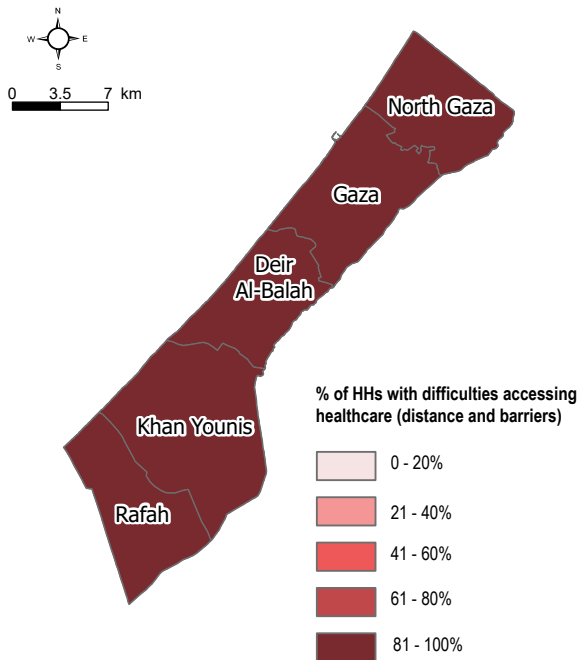 N
W E
S
0 3.5 7 km
North Gaza
Gaza
Deir
Al-Balah
Khan Younis
Rafah
% of HHs with difficulties accessing
healthcare (distance and barriers)
0 - 20%
21 - 40%
41 - 60%
61 - 80%
81 - 100%